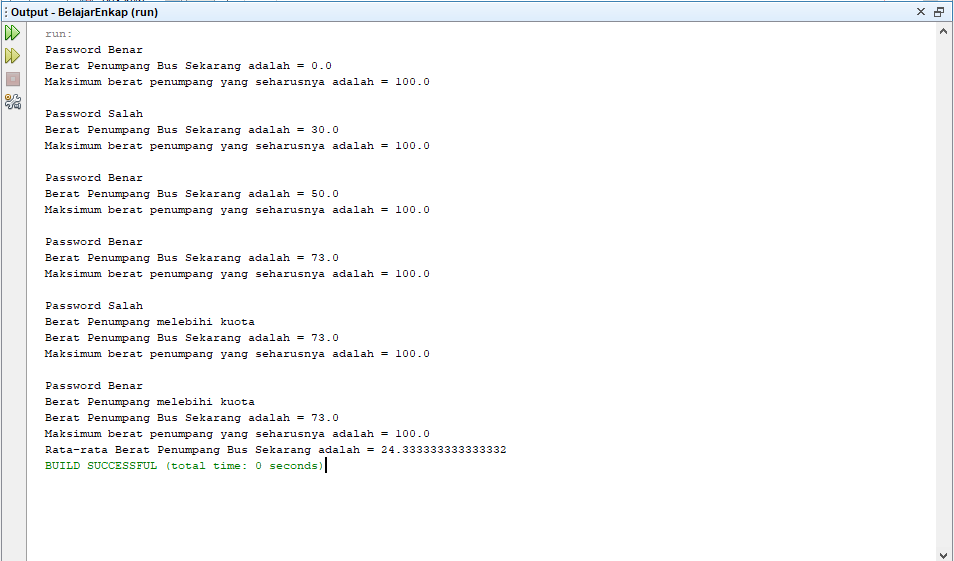 Output - BelajarEnkap (run)
run:
Password Benar
Berat Penumpang Bus Sekarang adalah = 0.0
Maksimum berat penumpang yang seharusnya adalah = 100.0
Password Salah
Berat Penumpang Bus Sekarang adalah = 30.0
Maksimum berat penumpang yang seharusnya adalah = 100.0
Password Benar
Berat Penumpang Bus Sekarang adalah = 50.0
Maksimum berat penumpang yang seharusnya adalah = 100.0
Password Benar
Berat Penumpang Bus Sekarang adalah = 73.0
Maksimum berat penumpang yang seharusnya adalah = 100.0
Password Salah
Berat Penumpang melebihi kuota
Berat Penumpang Bus Sekarang adalah = 73.0
Maksimum berat penumpang yang seharusnya adalah = 100.0
Password Benar
Berat Penumpang melebihi kuota
Berat Penumpang Bus Sekarang adalah = 73.0
Maksimum berat penumpang yang seharusnya adalah = 100.0
Rata-rata Berat Penumpang Bus Sekarang adalah = 24.333333333333332
BUILD SUCCESSFUL (total time: 0 seconds)